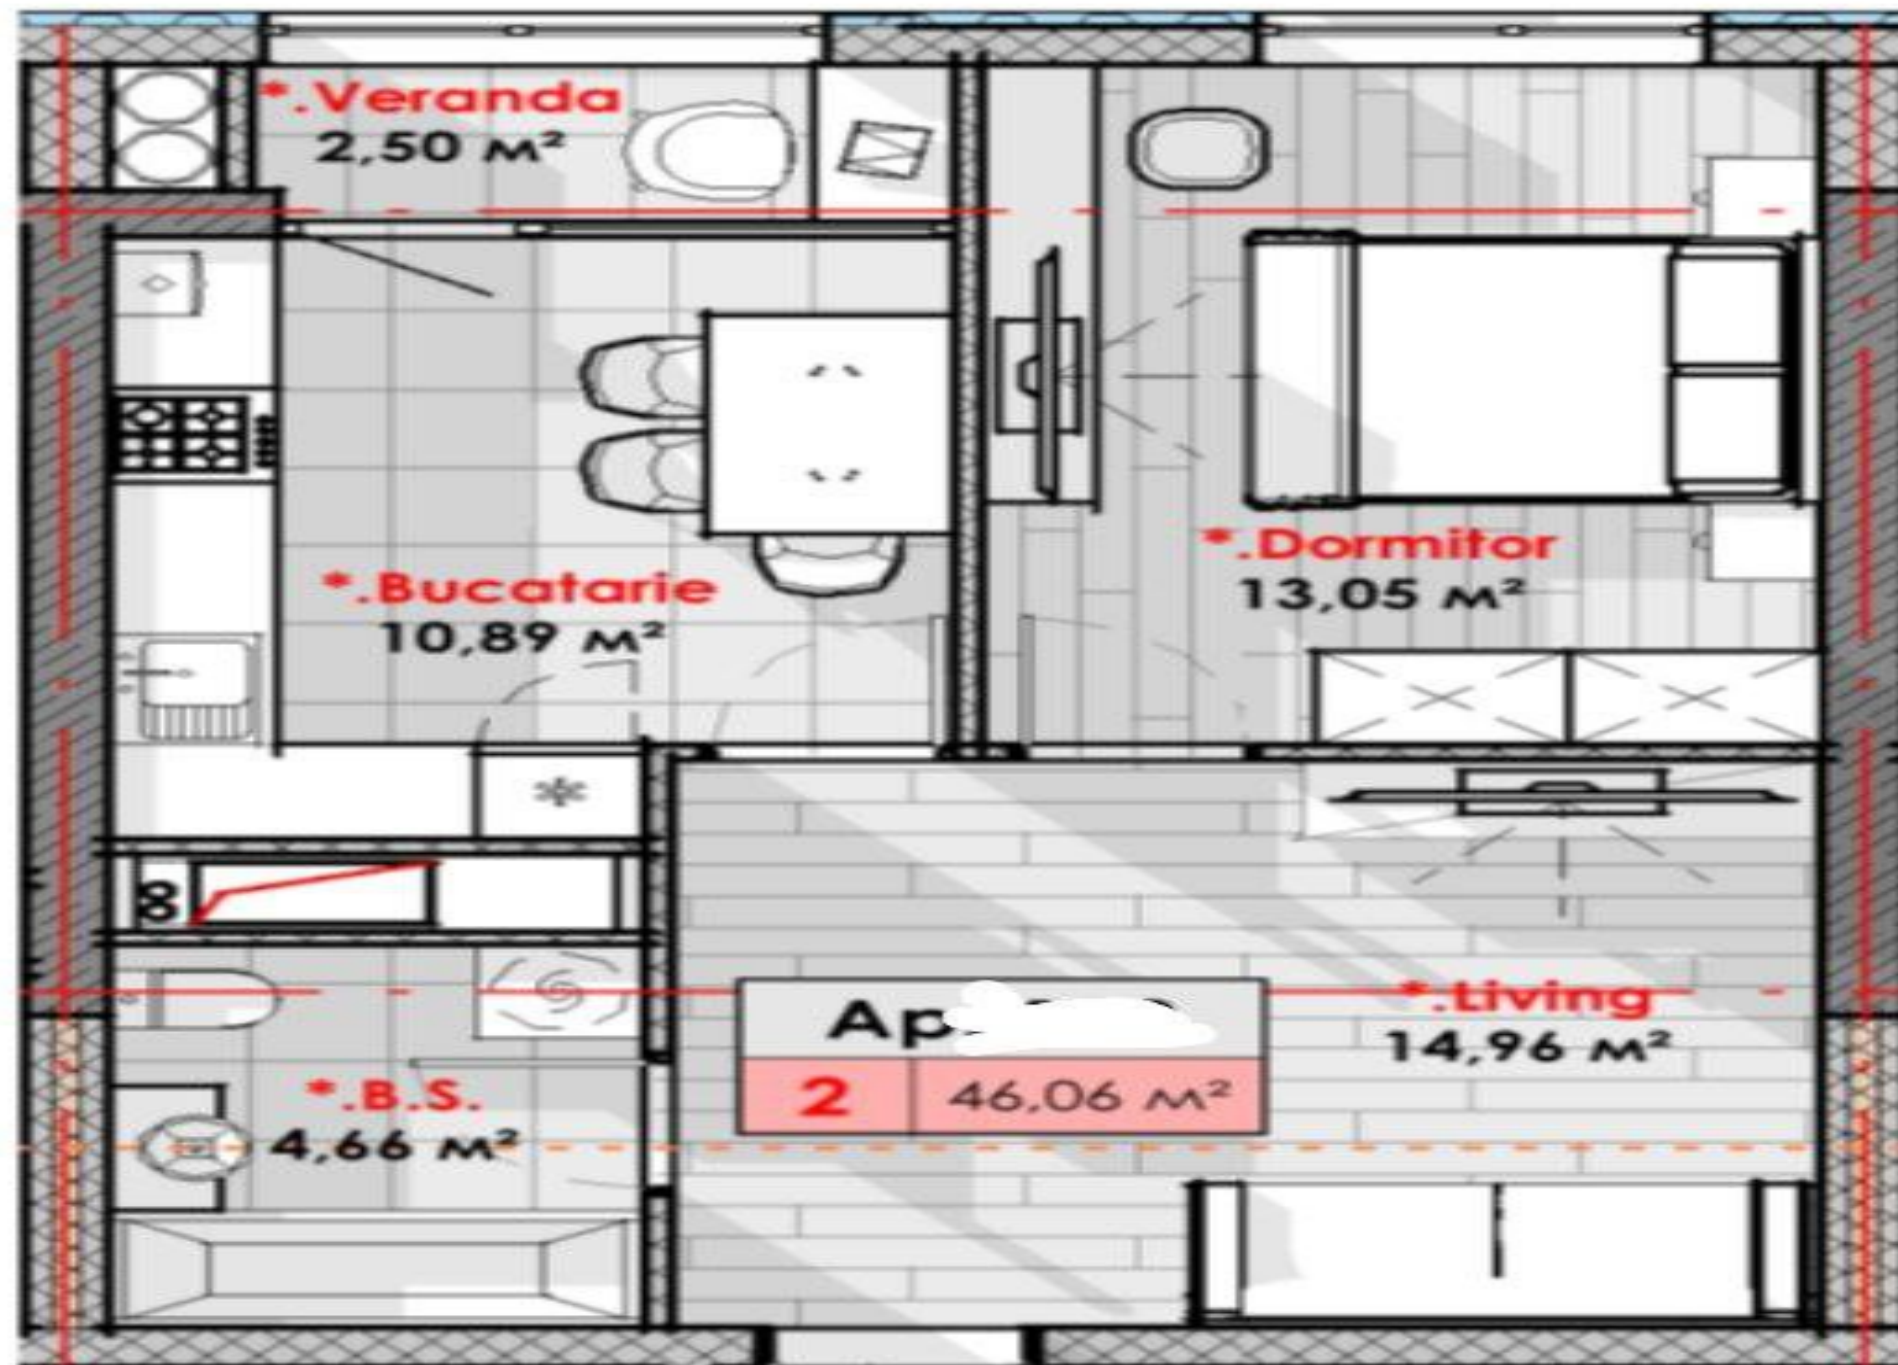 *.Veranda
2,50 м²
*.Dormitor
13,05 м²
*.Bucatarie
10,89 м²
*.Living
14,96 м²
Ap.
2 46,06 м²
*.B.S.
4,66 м²